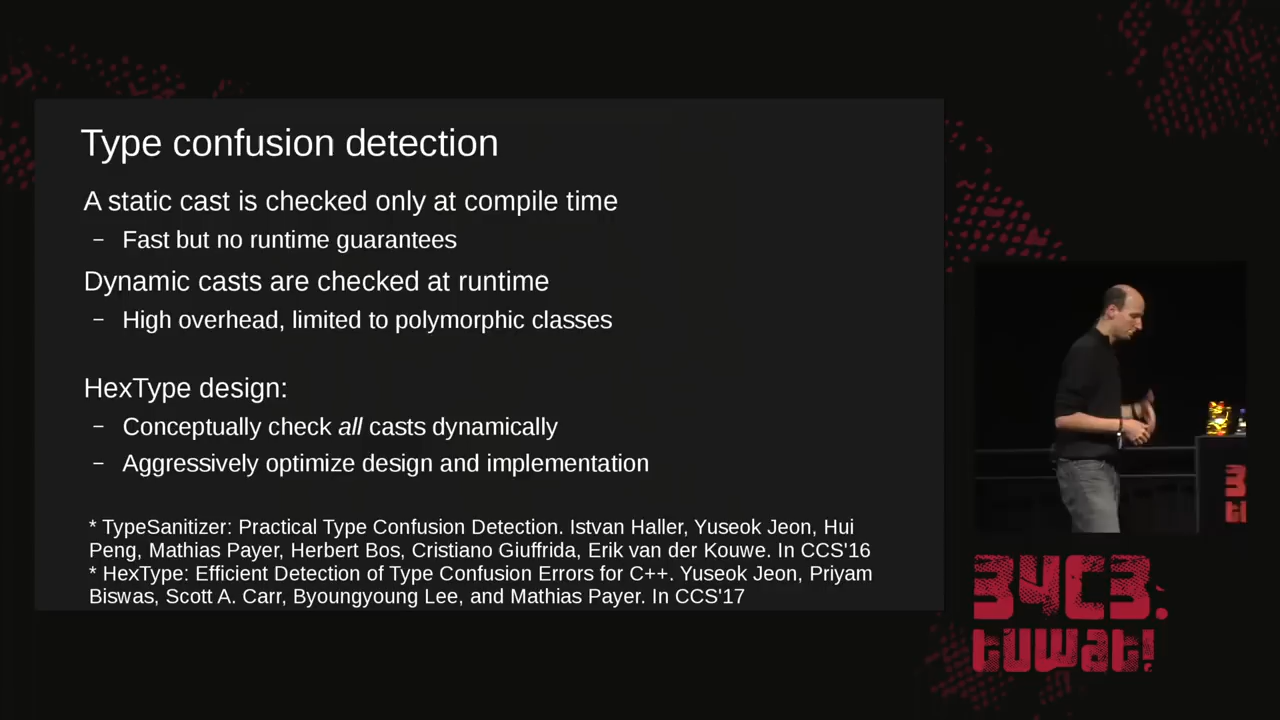 Type confusion detection
A static cast is checked only at compile time
– Fast but no runtime guarantees
Dynamic casts are checked at runtime
– High overhead, limited to polymorphic classes
HexType design:
– Conceptually check all casts dynamically
– Aggressively optimize design and implementation
* TypeSanitizer: Practical Type Confusion Detection. Istvan Haller, Yuseok Jeon, Hui
Peng, Mathias Payer, Herbert Bos, Cristiano Giuffrida, Erik van der Kouwe. In CCS'16
* HexType: Efficient Detection of Type Confusion Errors for C++. Yuseok Jeon, Priyam
Biswas, Scott A. Carr, Byoungyoung Lee, and Mathias Payer. In CCS'17
34C3.
tuwat!